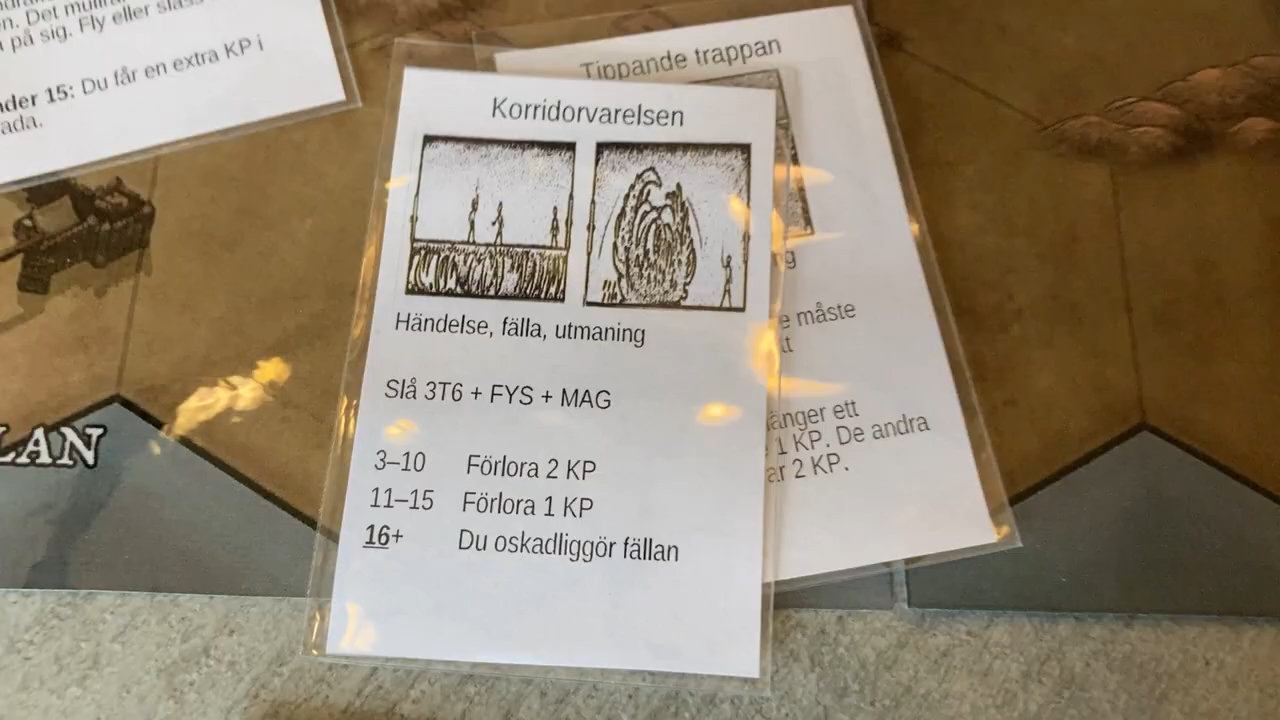 en. Det
på sig. Fly eller slåss
15: Du får en extra KP i
ada.
LAN
Tippande trappan
g
e måste
tt
änger ett
1 KP. De andra
ar 2 KP.
Korridorvarelsen
Händelse, fälla, utmaning
Slå 3T6 + FYS + MAG
3–10 Förlora 2 KP
11–15 Förlora 1 KP
16+ Du oskadliggör fällan